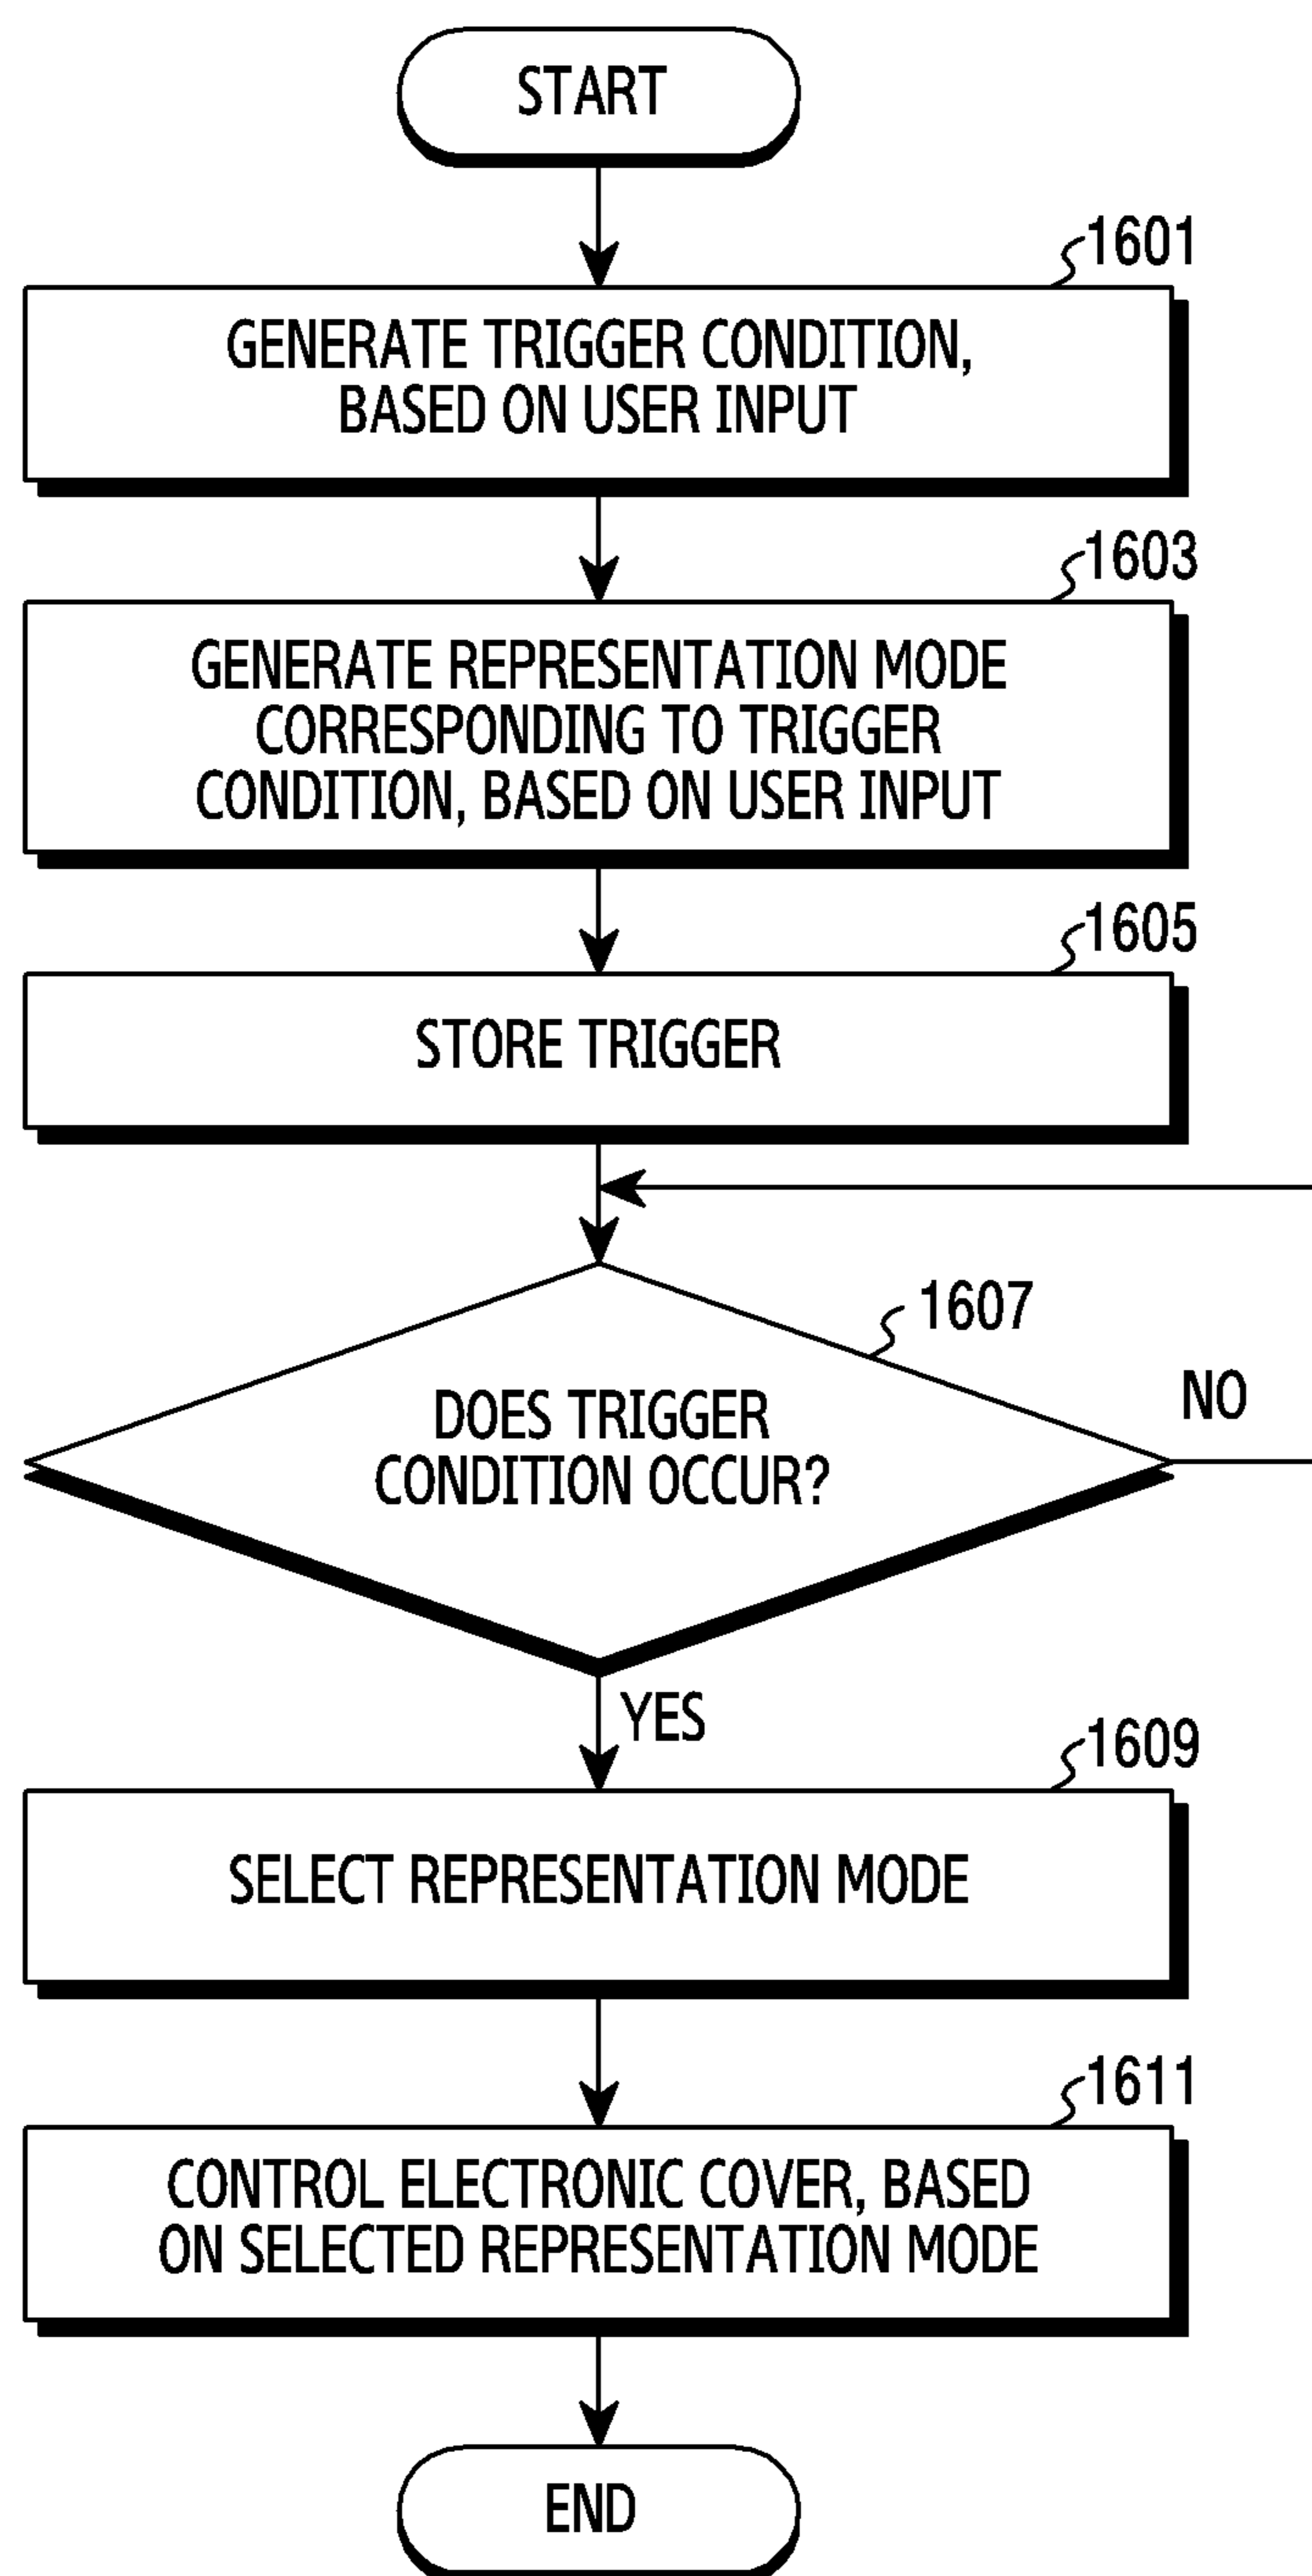 START
1601
GENERATE TRIGGER CONDITION,
BASED ON USER INPUT
1603
GENERATE REPRESENTATION MODE
CORRESPONDING TO TRIGGER
CONDITION, BASED ON USER INPUT
1605
STORE TRIGGER
1607
DOES TRIGGER
CONDITION OCCUR?
NO
YES
1609
SELECT REPRESENTATION MODE
1611
CONTROL ELECTRONIC COVER, BASED
ON SELECTED REPRESENTATION MODE
END